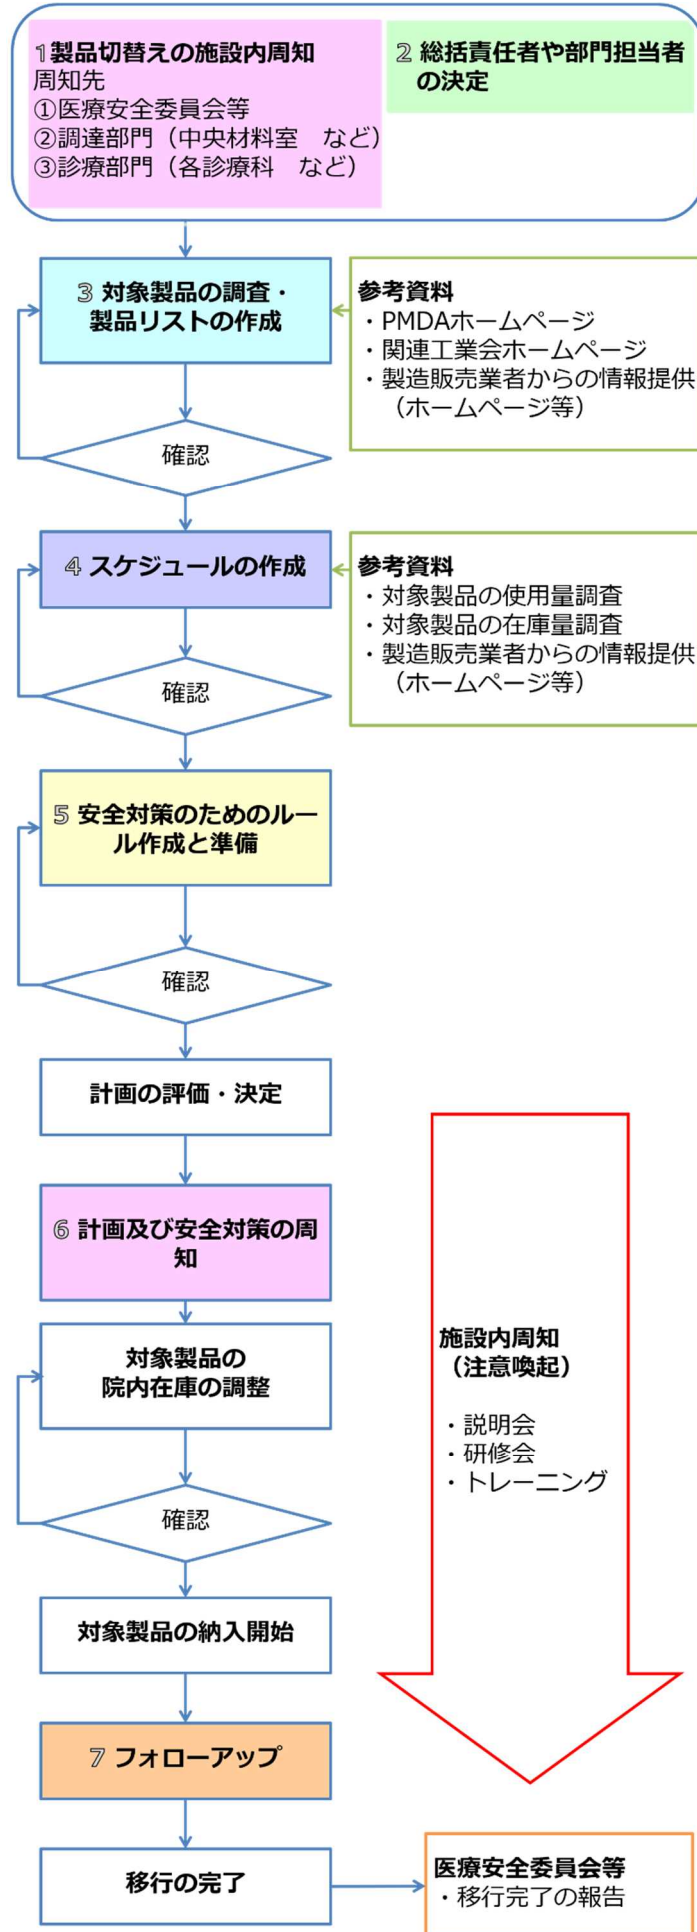 1製品切替えの施設内周知
周知先
①医療安全委員会等
②調達部門（中央材料室　など）
③診療部門（各診療科　など）
2 総括責任者や部門担当者
の決定
3 対象製品の調査・
製品リストの作成
参考資料
・PMDAホームページ
・関連工業会ホームページ
・製造販売業者からの情報提供
（ホームページ等）
確認
4 スケジュールの作成
参考資料
・対象製品の使用量調査
・対象製品の在庫量調査
・製造販売業者からの情報提供
（ホームページ等）
確認
5 安全対策のためのルー
ル作成と準備
確認
計画の評価・決定
6 計画及び安全対策の周
知
対象製品の
院内在庫の調整
確認
対象製品の納入開始
7 フォローアップ
移行の完了
施設内周知
（注意喚起）
・説明会
・研修会
・トレーニング
医療安全委員会等
・移行完了の報告